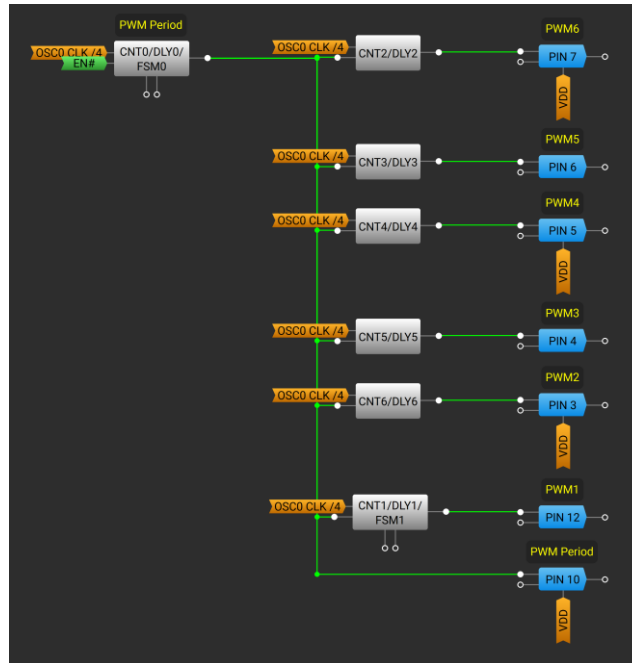 PWM Period
OSC0 CLK /4
EN#
CNT0/DLY0/
FSM0
OSC0 CLK /4
CNT2/DLY2
PWM6
PIN 7
VDD
OSC0 CLK /4
CNT3/DLY3
PWM5
PIN 6
OSC0 CLK /4
CNT4/DLY4
PWM4
PIN 5
VDD
OSC0 CLK /4
CNT5/DLY5
PWM3
PIN 4
OSC0 CLK /4
CNT6/DLY6
PWM2
PIN 3
VDD
OSC0 CLK /4
CNT1/DLY1/
FSM1
PWM1
PIN 12
PWM Period
PIN 10
VDD